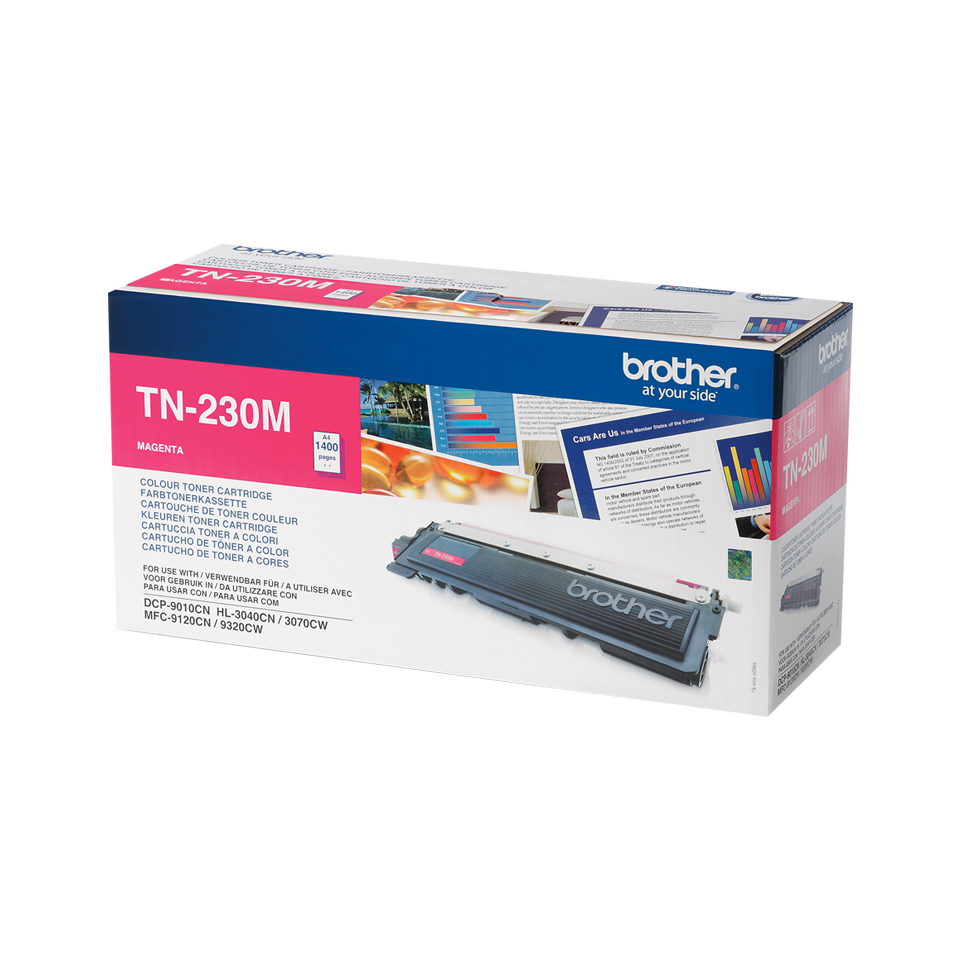 brother
at your side
TN-230M
MAGENTA
1400
brother
at your side
TN-230M
MAGENTA
A4
1400
pages
COLOUR TONER CARTRIDGE
FARBTONERKASSETTE
CARTOUCHE DE TONER COULEUR
KLEUREN TONER CARTRIDGE
CARTUCCIA TONER A COLORI
CARTUCHO DE TÓNER A COLOR
CARTUCHO DE TONER A CORES
FOR USE WITH / VERWENDBAR FÜR / A UTILISER AVEC
VOOR GEBRUIK IN / DA UTILIZZARE CON
PARA USAR CON / PARA USAR COM
DCP-9010CN HL-3040CN / 3070CW
MFC-9120CN / 9320CW
Cars Are Us in the Member States of the European
This field is ruled by Commission
In the Member States of the European
TN-230M
brother
brother
TN-230M